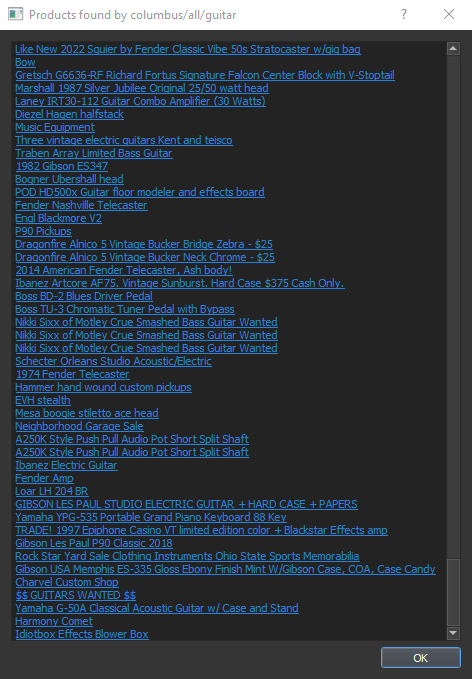 Products found by columbus/all/guitar
?
Like New 2022 Squier by Fender Classic Vibe 50s Stratocaster w/gig bag
Bow
Gretsch G6636-RF Richard Fortus Signature Falcon Center Block with V-Stoptail
Marshall 1987 Silver Jubilee Original 25/50 watt head
Laney IRT30-112 Guitar Combo Amplifier (30 Watts)
Diezel Hagen halfstack
Music Equipment
Three vintage electric guitars Kent and teisco
Traben Array Limited Bass Guitar
1982 Gibson ES347
Bogner Ubershall head
POD HD500x Guitar floor modeler and effects board
Fender Nashville Telecaster
Engl Blackmore V2
P90 Pickups
Dragonfire Alnico 5 Vintage Bucker Bridge Zebra - $25
Dragonfire Alnico 5 Vintage Bucker Neck Chrome - $25
2014 American Fender Telecaster, Ash body!
Ibanez Artcore AF75. Vintage Sunburst. Hard Case $375 Cash Only.
Boss BD-2 Blues Driver Pedal
Boss TU-3 Chromatic Tuner Pedal with Bypass
Nikki Sixx of Motley Crue Smashed Bass Guitar Wanted
Nikki Sixx of Motley Crue Smashed Bass Guitar Wanted
Nikki Sixx of Motley Crue Smashed Bass Guitar Wanted
Schecter Orleans Studio Acoustic/Electric
1974 Fender Telecaster
Hammer hand wound custom pickups
EVH stealth
Mesa boogie stiletto ace head
Neighborhood Garage Sale
A250K Style Push Pull Audio Pot Short Split Shaft
A250K Style Push Pull Audio Pot Short Split Shaft
Ibanez Electric Guitar
Fender Amp
Loar LH 204 BR
GIBSON LES PAUL STUDIO ELECTRIC GUITAR + HARD CASE + PAPERS
Yamaha YPG-535 Portable Grand Piano Keyboard 88 Key
TRADE! 1997 Epiphone Casino VT limited edition color + Blackstar Effects amp
Gibson Les Paul P90 Classic 2018
Rock Star Yard Sale Clothing Instruments Ohio State Sports Memorabilia
Gibson USA Memphis ES-335 Gloss Ebony Finish Mint W/Gibson Case, COA, Case Candy
Charvel Custom Shop
$$ GUITARS WANTED $$
Yamaha G-50A Classical Acoustic Guitar w/ Case and Stand
Harmony Comet
Idiotbox Effects Blower Box
OK